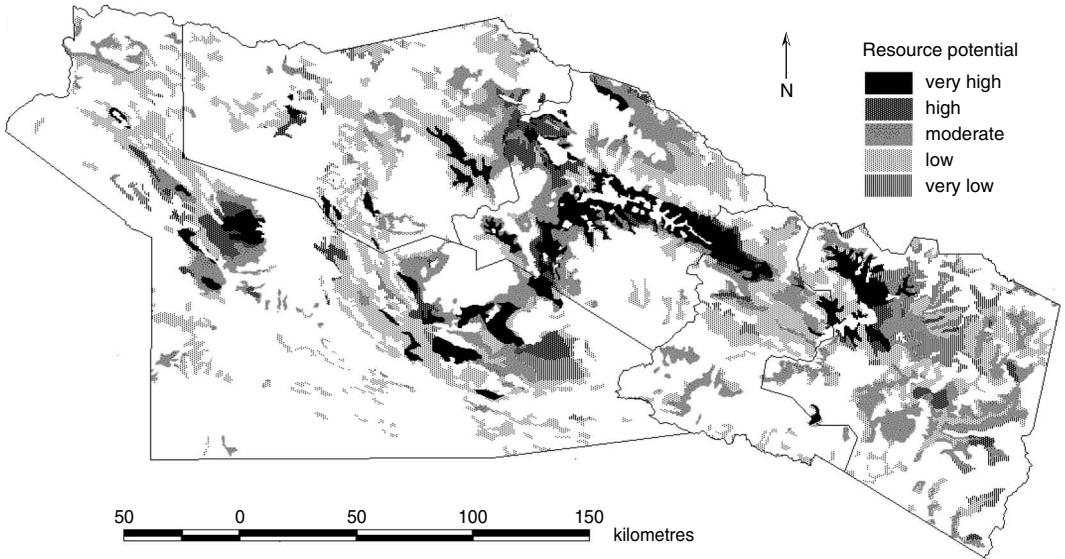 N
Resource potential
very high
high
moderate
low
very low
50 0 50 100 150
kilometres